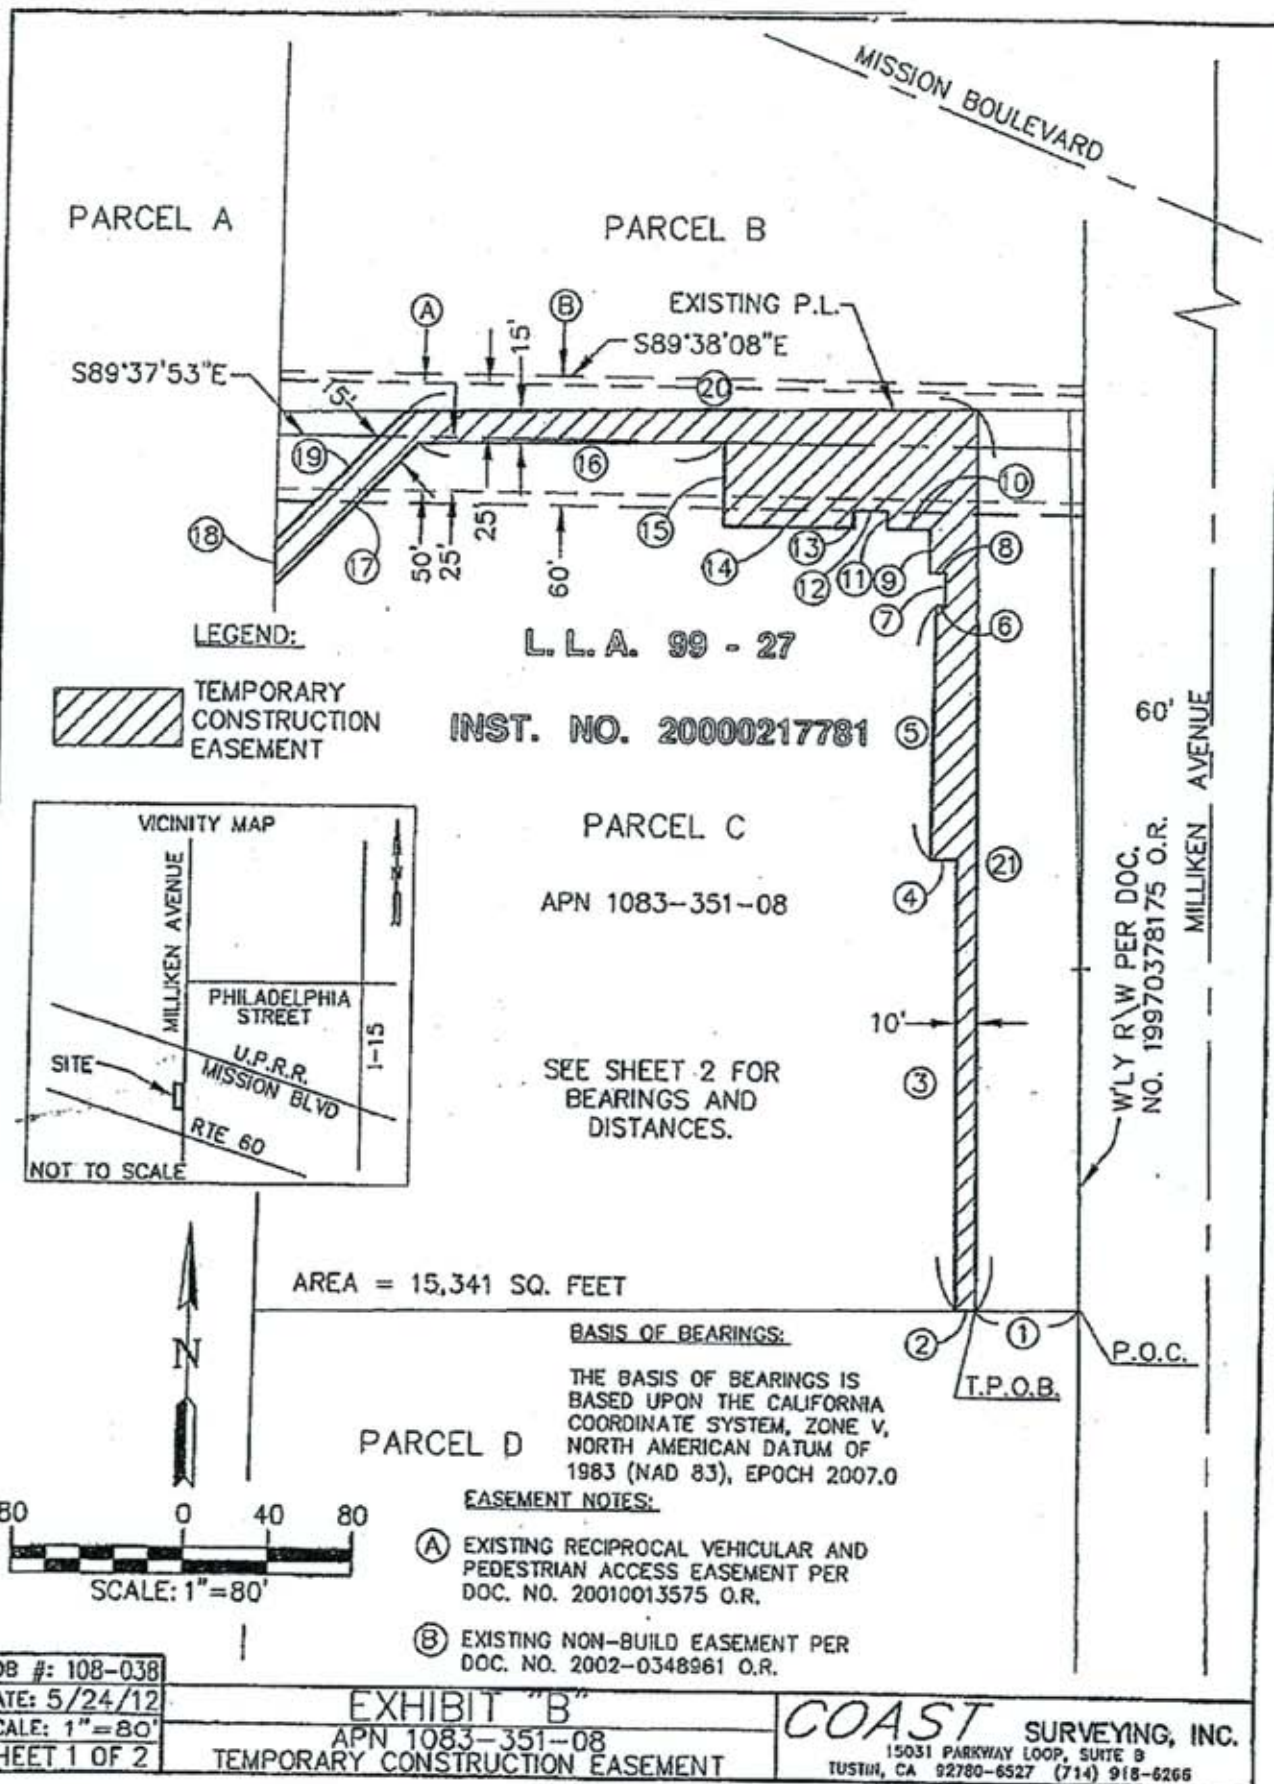 MISSION BOULEVARD
PARCEL A
PARCEL B
A
B
15'
EXISTING P.L.
S89°38'08"E
S89°37'53"E
15'
20
19
16
10
18
17
50'
25'
25'
60'
15
14
13
12
11
9
8
7
6
LEGEND:
TEMPORARY
CONSTRUCTION
EASEMENT
L. L. A. 99 - 27
INST. NO. 20000217781
5
60'
MILLIKEN AVENUE
PARCEL C
APN 1083-351-08
4
21
W'LY R\W PER DOC.
NO. 19970378175 O.R.
10'
3
VICINITY MAP
N
MILLIKEN AVENUE
PHILADELPHIA
STREET
I-15
U.P.R.R.
MISSION BLVD
SITE
RTE 60
NOT TO SCALE
SEE SHEET 2 FOR
BEARINGS AND
DISTANCES.
AREA = 15,341 SQ. FEET
2
1
P.O.C.
T.P.O.B.
BASIS OF BEARINGS:
THE BASIS OF BEARINGS IS
BASED UPON THE CALIFORNIA
COORDINATE SYSTEM, ZONE V,
NORTH AMERICAN DATUM OF
1983 (NAD 83), EPOCH 2007.0
N
PARCEL D
EASEMENT NOTES:
A EXISTING RECIPROCAL VEHICULAR AND
PEDESTRIAN ACCESS EASEMENT PER
DOC. NO. 20010013575 O.R.
B EXISTING NON-BUILD EASEMENT PER
DOC. NO. 2002-0348961 O.R.
80 0 40 80
SCALE: 1"=80'
OB #: 108-038
ATE: 5/24/12
CALE: 1"=80'
HEET 1 OF 2
EXHIBIT "B"
APN 1083-351-08
TEMPORARY CONSTRUCTION EASEMENT
COAST SURVEYING, INC.
15031 PARKWAY LOOP, SUITE B
TUSTIN, CA 92780-6527 (714) 918-6266